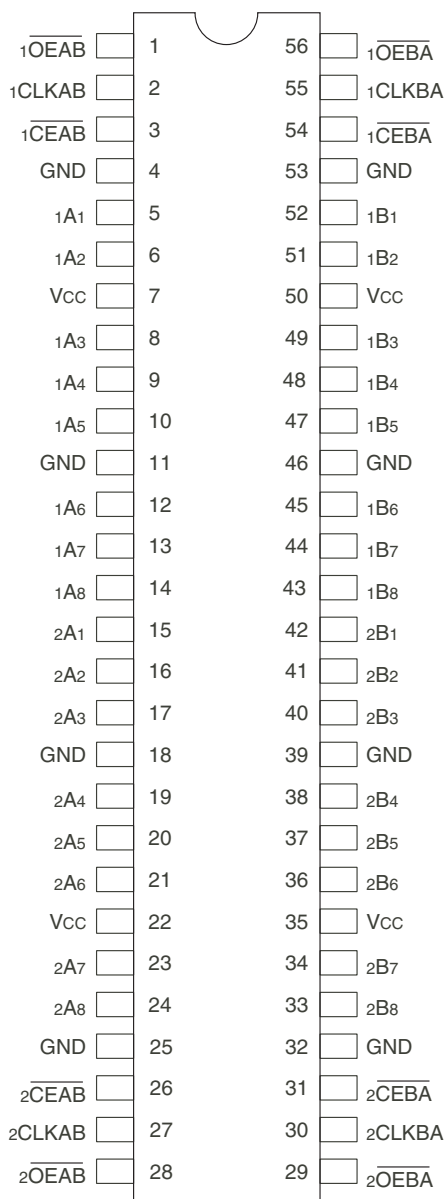 1OEAB 1 56 1OEBA
1CLKAB 2 55 1CLKBA
1CEAB 3 54 1CEBA
GND 4 53 GND
1A1 5 52 1B1
1A2 6 51 1B2
VCC 7 50 VCC
1A3 8 49 1B3
1A4 9 48 1B4
1A5 10 47 1B5
GND 11 46 GND
1A6 12 45 1B6
1A7 13 44 1B7
1A8 14 43 1B8
2A1 15 42 2B1
2A2 16 41 2B2
2A3 17 40 2B3
GND 18 39 GND
2A4 19 38 2B4
2A5 20 37 2B5
2A6 21 36 2B6
VCC 22 35 VCC
2A7 23 34 2B7
2A8 24 33 2B8
GND 25 32 GND
2CEAB 26 31 2CEBA
2CLKAB 27 30 2CLKBA
2OEAB 28 29 2OEBA